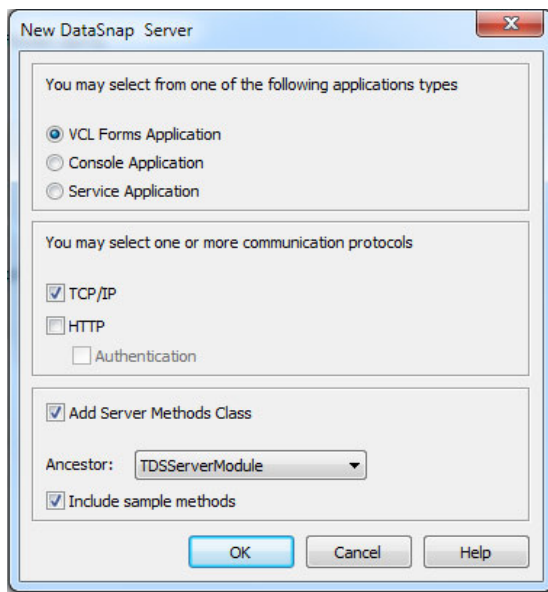 New DataSnap Server
You may select from one of the following applications types
VCL Forms Application
Console Application
Service Application
You may select one or more communication protocols
TCP/IP
HTTP
Authentication
Add Server Methods Class
Ancestor: TDSServerModule
Include sample methods
OK Cancel Help